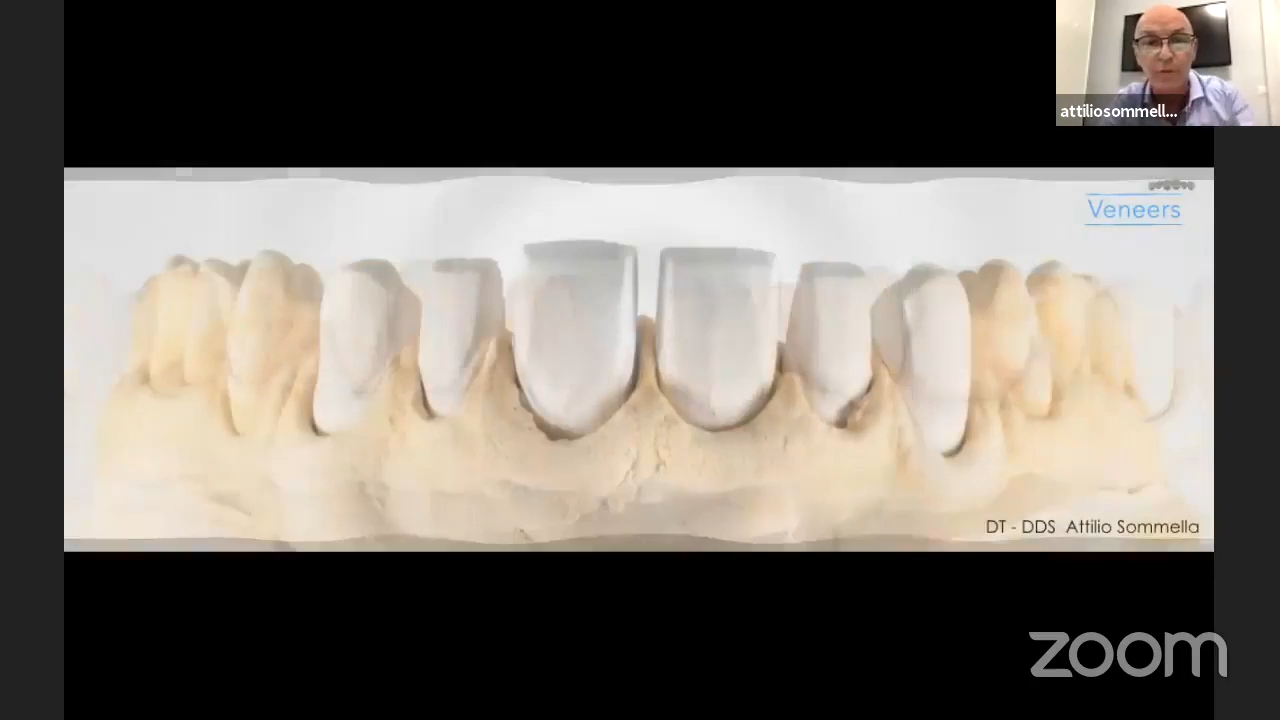 attiliosommell...
Veneers
DT - DDS Attilio Sommella
zoom